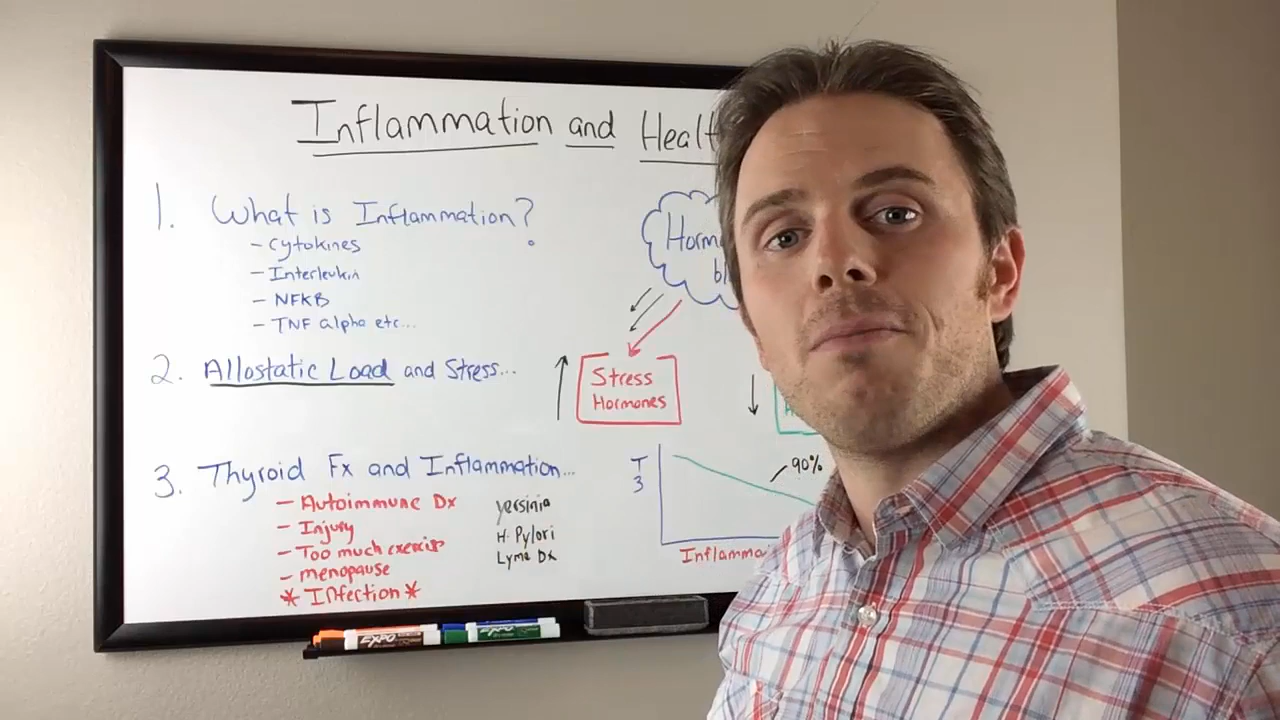 Inflammation and Healt
1. What is Inflammation?
- Cytokines
- Interleukin
- NFKB
- TNF alpha etc...
2. Allostatic Load and Stress...
3. Thyroid Fx and Inflammation...
- Autoimmune Dx
- Injury
- Too much exercise
- menopause
* Infection *
yersinia
H. Pylori
Lyme Dx
Horm
bl
Stress
Hormones
T
3
90%
Inflamma
EXPO